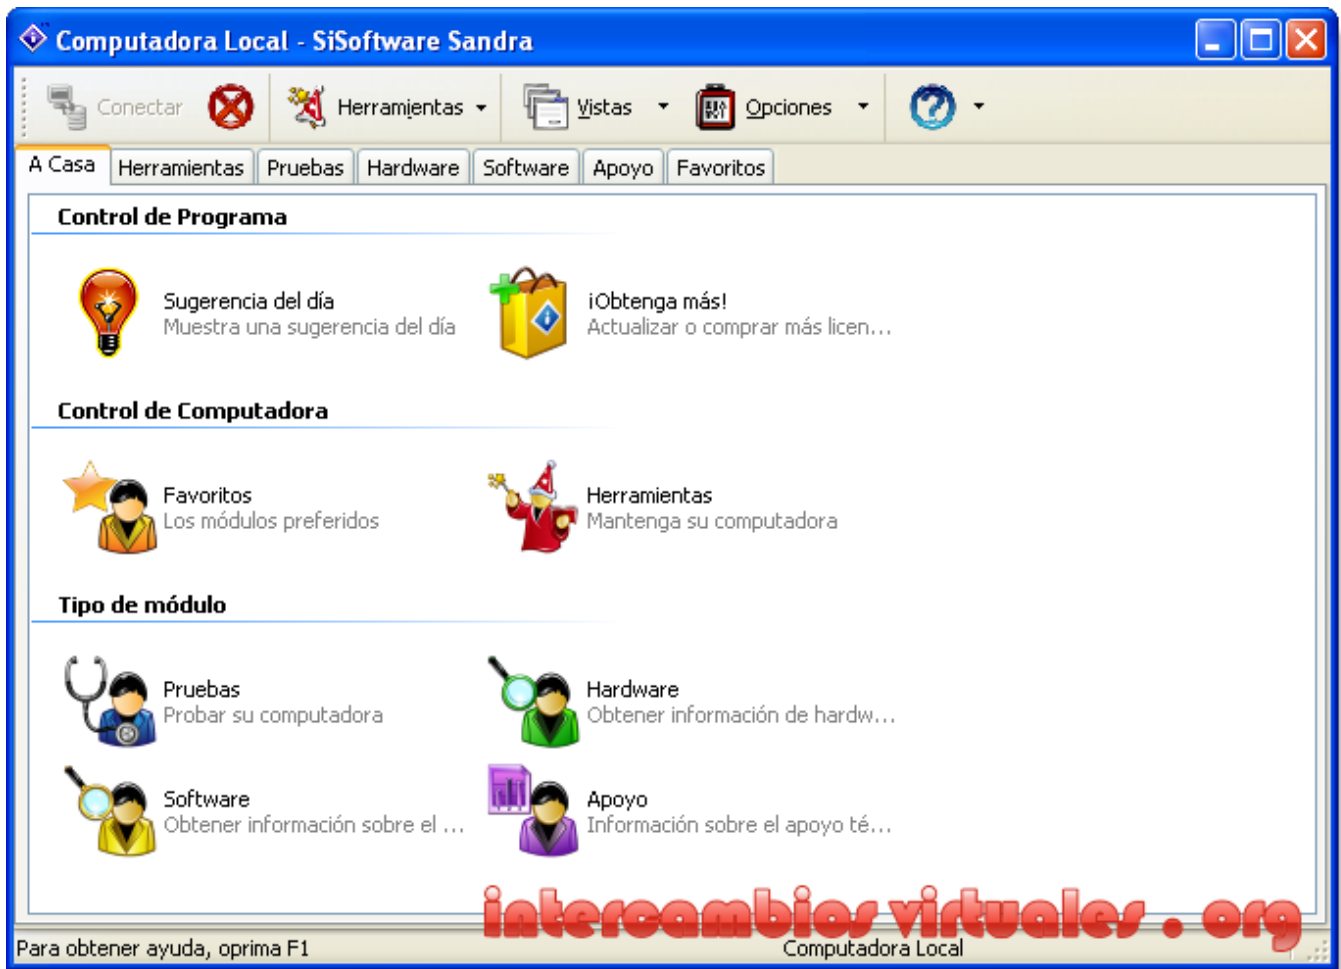 Computadora Local - SiSoftware Sandra
Conectar Herramientas Vistas Opciones
A Casa Herramientas Pruebas Hardware Software Apoyo Favoritos
Control de Programa
Sugerencia del día ¡Obtenga más!
Muestra una sugerencia del día Actualizar o comprar más licen...
Control de Computadora
Favoritos Herramientas
Los módulos preferidos Mantenga su computadora
Tipo de módulo
Pruebas Hardware
Probar su computadora Obtener información de hardw...
Software Apoyo
Obtener información sobre el ... Información sobre el apoyo té...
intercambios virtuales . org
Para obtener ayuda, oprima F1 Computadora Local